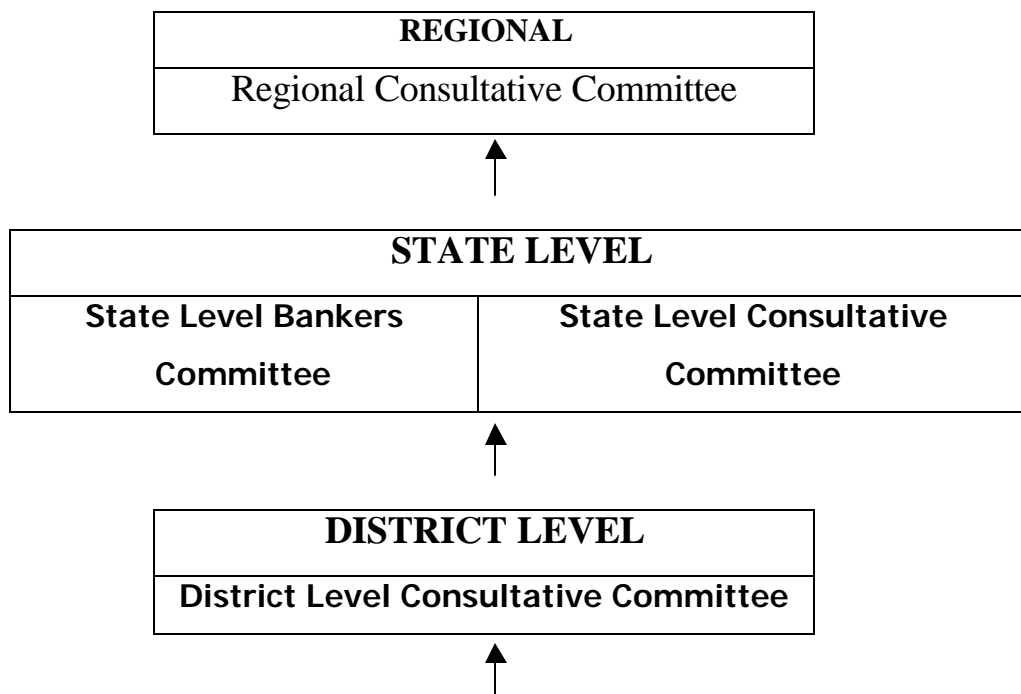 REGIONAL
Regional Consultative Committee
STATE LEVEL
State Level Bankers
Committee
State Level Consultative
Committee
DISTRICT LEVEL
District Level Consultative Committee